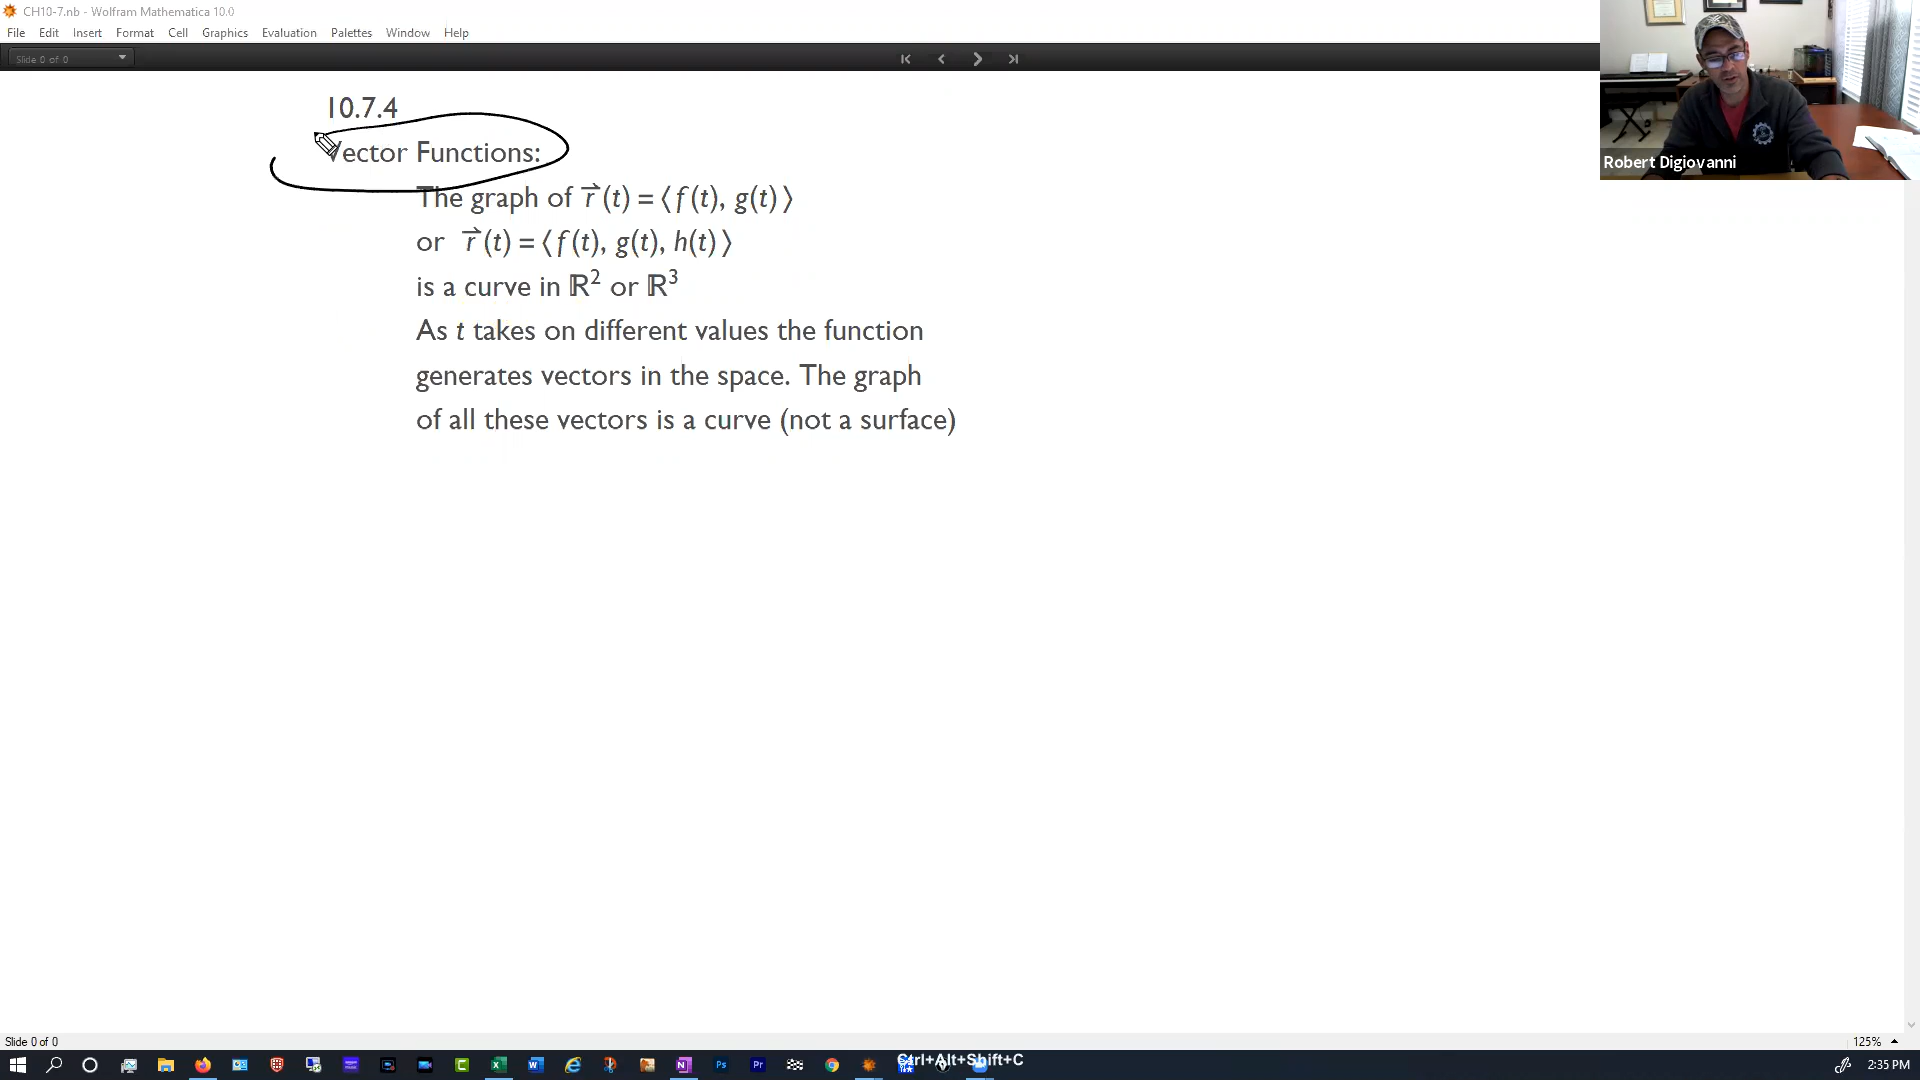 CH10-7.nb - Wolfram Mathematica 10.0
File Edit Insert Format Cell Graphics Evaluation Palettes Window Help
Slide 0 of 0
10.7.4
Vector Functions:
The graph of r⃗ (t) = ⟨ f (t), g(t) ⟩
or r⃗ (t) = ⟨ f (t), g(t), h(t) ⟩
is a curve in ℝ² or ℝ³
As t takes on different values the function
generates vectors in the space. The graph
of all these vectors is a curve (not a surface)
Robert Digiovanni
Slide 0 of 0
125%
Ctrl+Alt+Shift+C
2:35 PM